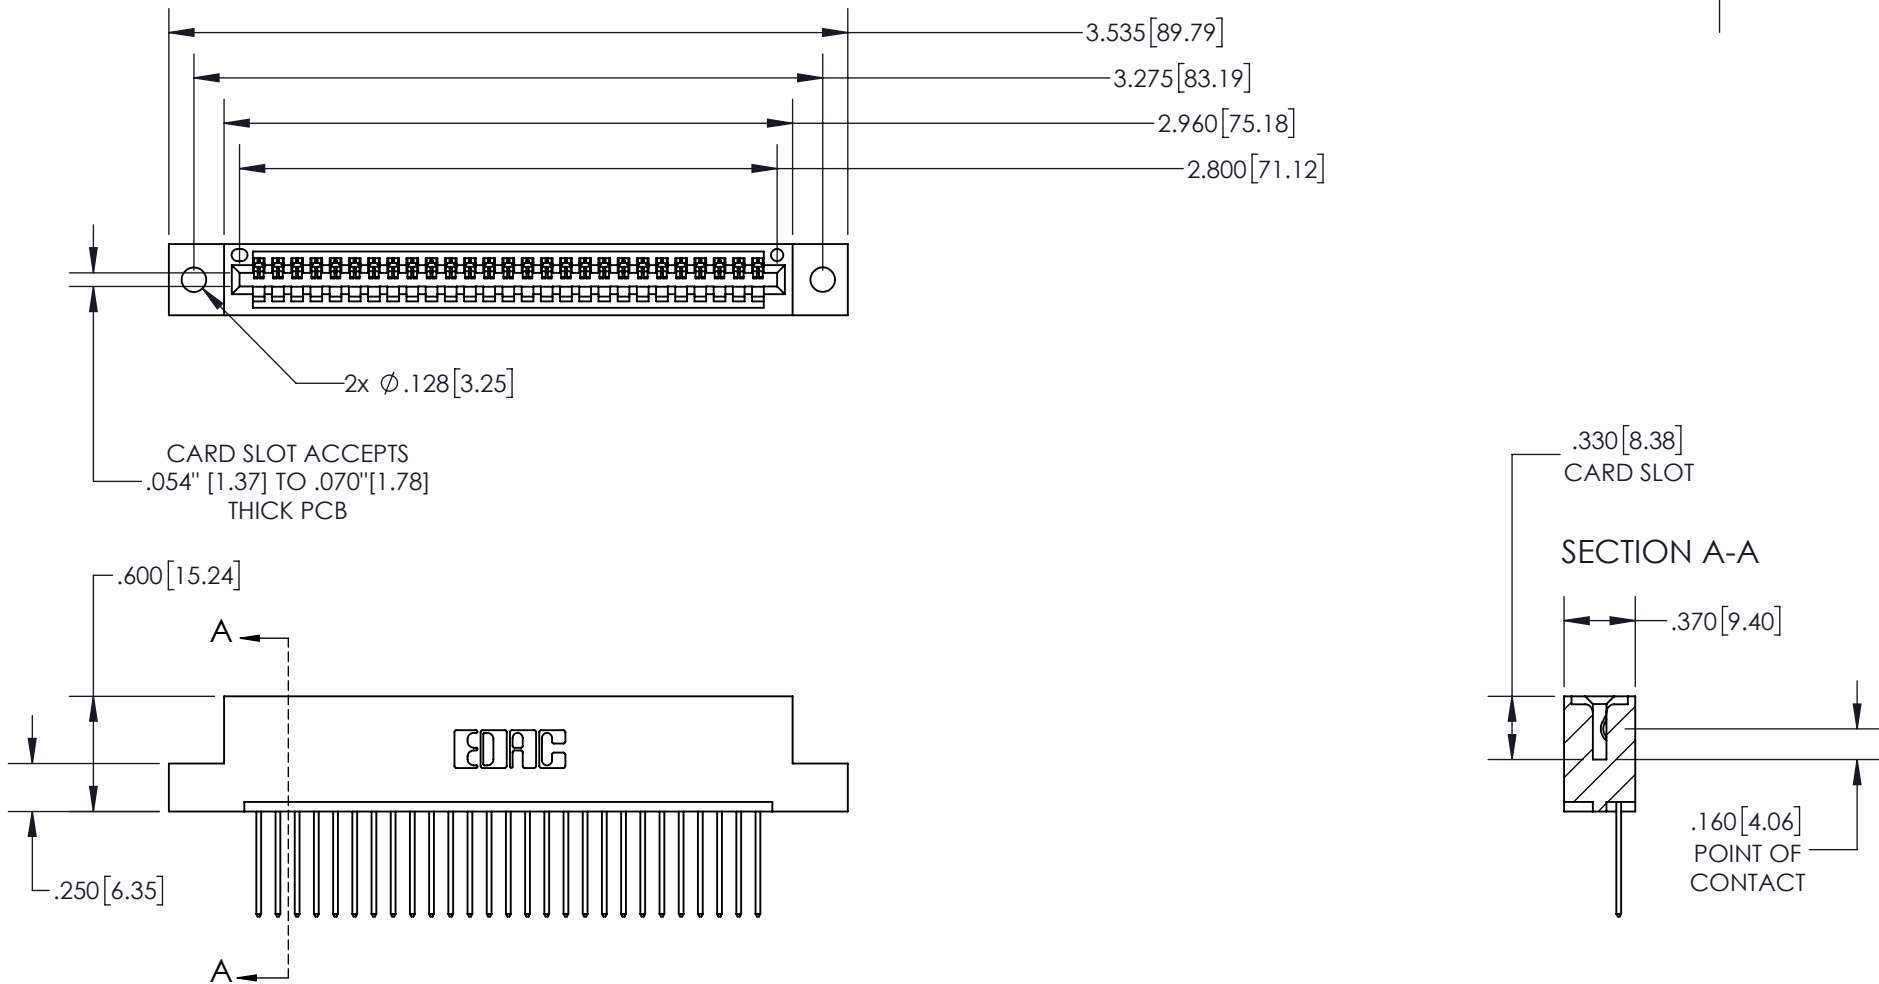 3.535[89.79]
3.275[83.19]
2.960[75.18]
2.800[71.12]
2x ∅.128[3.25]
CARD SLOT ACCEPTS
.054" [1.37] TO .070"[1.78]
THICK PCB
.330[8.38]
CARD SLOT
SECTION A-A
.600[15.24]
.370[9.40]
A
EDAC
.160[4.06]
POINT OF
CONTACT
.250[6.35]
A